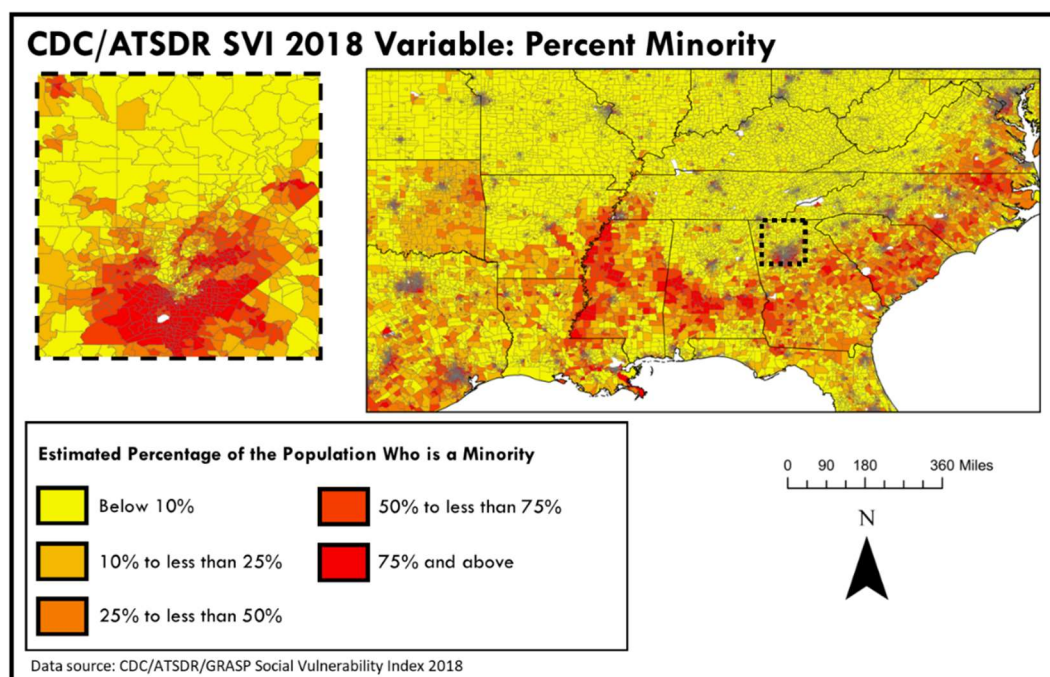 CDC/ATSDR SVI 2018 Variable: Percent Minority
Estimated Percentage of the Population Who is a Minority
Below 10%
10% to less than 25%
25% to less than 50%
50% to less than 75%
75% and above
0 90 180 360 Miles
N
Data source: CDC/ATSDR/GRASP Social Vulnerability Index 2018